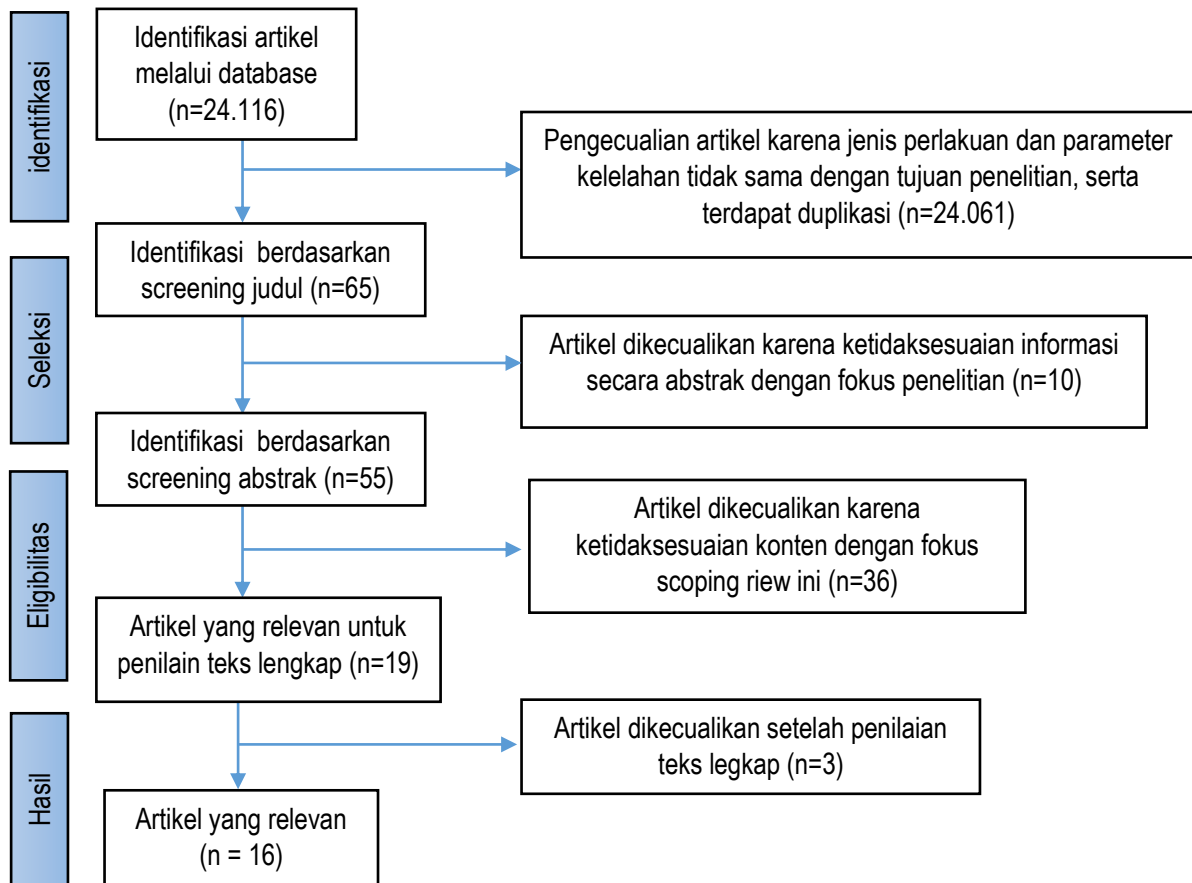 identifikasi
Identifikasi artikel
melalui database
(n=24.116)
Pengecualian artikel karena jenis perlakuan dan parameter
kelelahan tidak sama dengan tujuan penelitian, serta
terdapat duplikasi (n=24.061)
Identifikasi berdasarkan
screening judul (n=65)
Seleksi
Artikel dikecualikan karena ketidaksesuaian informasi
secara abstrak dengan fokus penelitian (n=10)
Identifikasi berdasarkan
screening abstrak (n=55)
Eligibilitas
Artikel dikecualikan karena
ketidaksesuaian konten dengan fokus
scoping riew ini (n=36)
Artikel yang relevan untuk
penilain teks lengkap (n=19)
Hasil
Artikel dikecualikan setelah penilaian
teks legkap (n=3)
Artikel yang relevan
(n = 16)